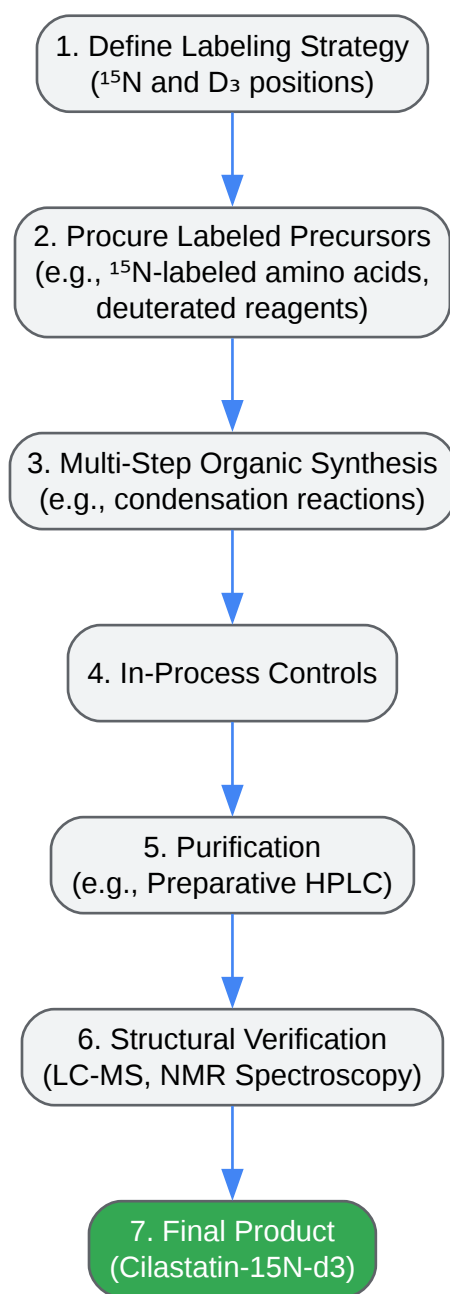 1. Define Labeling Strategy
(¹⁵N and D₃ positions)
2. Procure Labeled Precursors
(e.g., ¹⁵N-labeled amino acids,
deuterated reagents)
3. Multi-Step Organic Synthesis
(e.g., condensation reactions)
4. In-Process Controls
5. Purification
(e.g., Preparative HPLC)
6. Structural Verification
(LC-MS, NMR Spectroscopy)
7. Final Product
(Cilastatin-15N-d3)